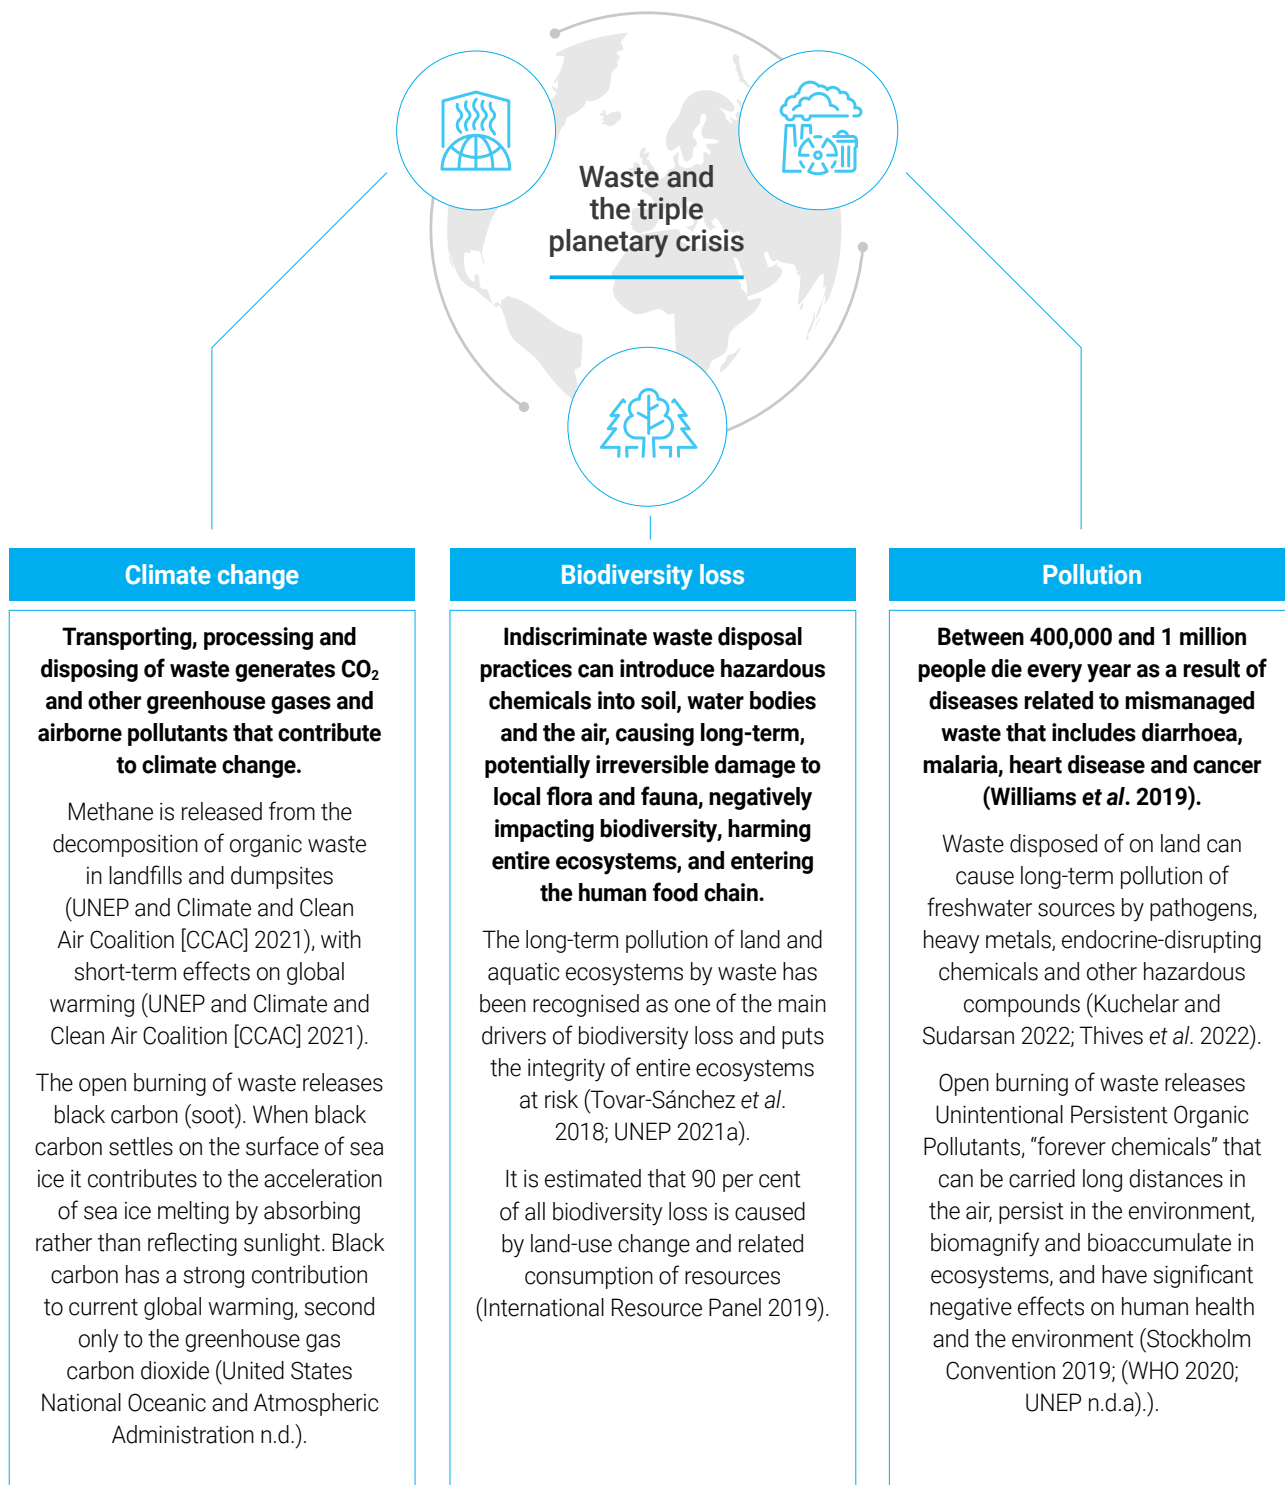 Waste and
the triple
planetary crisis
Climate change
Transporting, processing and
disposing of waste generates CO₂
and other greenhouse gases and
airborne pollutants that contribute
to climate change.
Methane is released from the
decomposition of organic waste
in landfills and dumpsites
(UNEP and Climate and Clean
Air Coalition [CCAC] 2021), with
short-term effects on global
warming (UNEP and Climate and
Clean Air Coalition [CCAC] 2021).
The open burning of waste releases
black carbon (soot). When black
carbon settles on the surface of sea
ice it contributes to the acceleration
of sea ice melting by absorbing
rather than reflecting sunlight. Black
carbon has a strong contribution
to current global warming, second
only to the greenhouse gas
carbon dioxide (United States
National Oceanic and Atmospheric
Administration n.d.).
Biodiversity loss
Indiscriminate waste disposal
practices can introduce hazardous
chemicals into soil, water bodies
and the air, causing long-term,
potentially irreversible damage to
local flora and fauna, negatively
impacting biodiversity, harming
entire ecosystems, and entering
the human food chain.
The long-term pollution of land and
aquatic ecosystems by waste has
been recognised as one of the main
drivers of biodiversity loss and puts
the integrity of entire ecosystems
at risk (Tovar-Sánchez et al.
2018; UNEP 2021a).
It is estimated that 90 per cent
of all biodiversity loss is caused
by land-use change and related
consumption of resources
(International Resource Panel 2019).
Pollution
Between 400,000 and 1 million
people die every year as a result of
diseases related to mismanaged
waste that includes diarrhoea,
malaria, heart disease and cancer
(Williams et al. 2019).
Waste disposed of on land can
cause long-term pollution of
freshwater sources by pathogens,
heavy metals, endocrine-disrupting
chemicals and other hazardous
compounds (Kuchelar and
Sudarsan 2022; Thives et al. 2022).
Open burning of waste releases
Unintentional Persistent Organic
Pollutants, “forever chemicals” that
can be carried long distances in
the air, persist in the environment,
biomagnify and bioaccumulate in
ecosystems, and have significant
negative effects on human health
and the environment (Stockholm
Convention 2019; (WHO 2020;
UNEP n.d.a).).